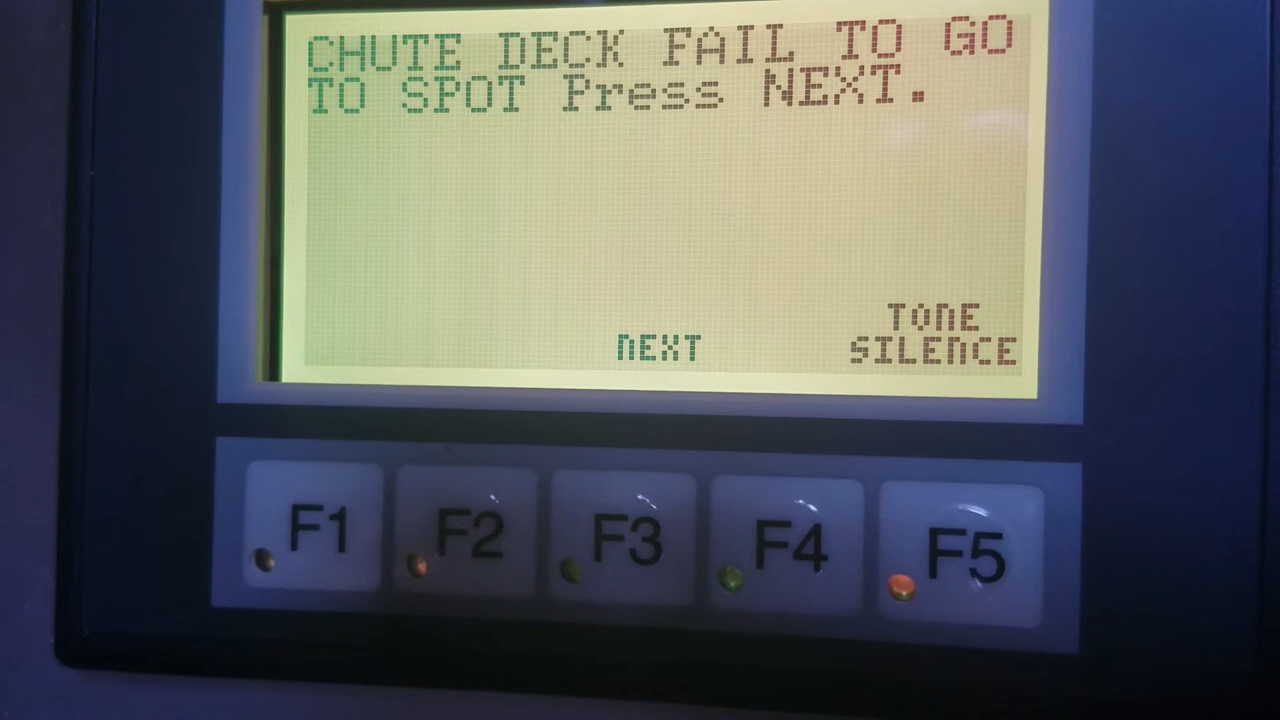 CHUTE DECK FAIL TO GO
TO SPOT Press NEXT.
NEXT
TONE
SILENCE
F1 F2 F3 F4 F5